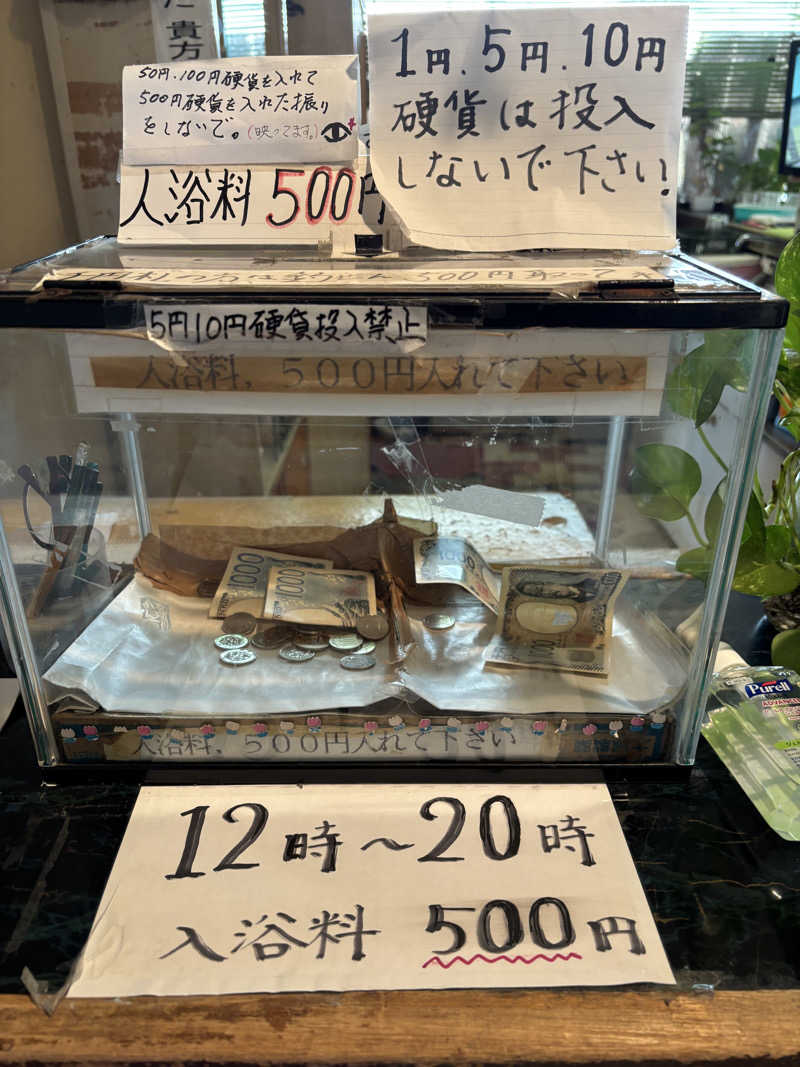 貴方
50円、100円硬貨を入れて
500円硬貨を入れた振り
をしないで。(映ってます。)
入浴料 500円
1円、5円、10円
硬貨は投入
しないで下さい!
5円10円硬貨投入禁止
入浴料、500円入れて下さい
1000
1000
入浴料、500円入れて下さい
Purell
ADVANCED
12時～20時
入浴料 500円